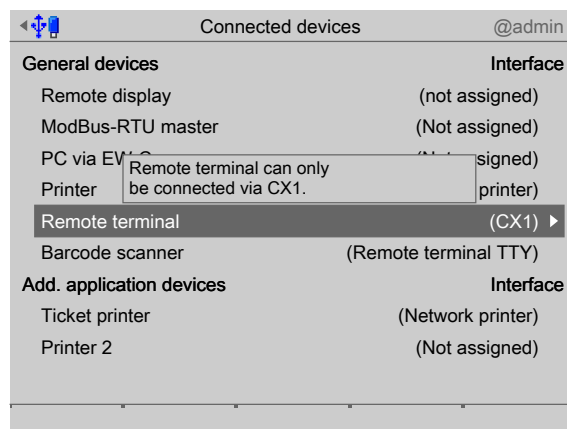 Connected devices @admin
General devices Interface
Remote display (not assigned)
ModBus-RTU master (Not assigned)
PC via
Remote terminal can only
be connected via CX1.
Printer printer)
Remote terminal (CX1)
Barcode scanner (Remote terminal TTY)
Add. application devices Interface
Ticket printer (Network printer)
Printer 2 (Not assigned)